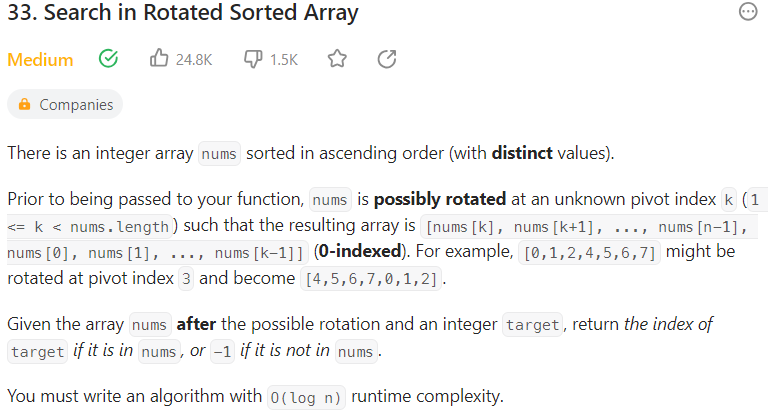 33. Search in Rotated Sorted Array
Medium 24.8K 1.5K
Companies
There is an integer array nums sorted in ascending order (with distinct values).
Prior to being passed to your function, nums is possibly rotated at an unknown pivot index k (1
<= k < nums.length) such that the resulting array is [nums[k], nums[k+1], ..., nums[n-1],
nums[0], nums[1], ..., nums[k-1]] (0-indexed). For example, [0,1,2,4,5,6,7] might be
rotated at pivot index 3 and become [4,5,6,7,0,1,2].
Given the array nums after the possible rotation and an integer target, return the index of
target if it is in nums, or -1 if it is not in nums.
You must write an algorithm with O(log n) runtime complexity.